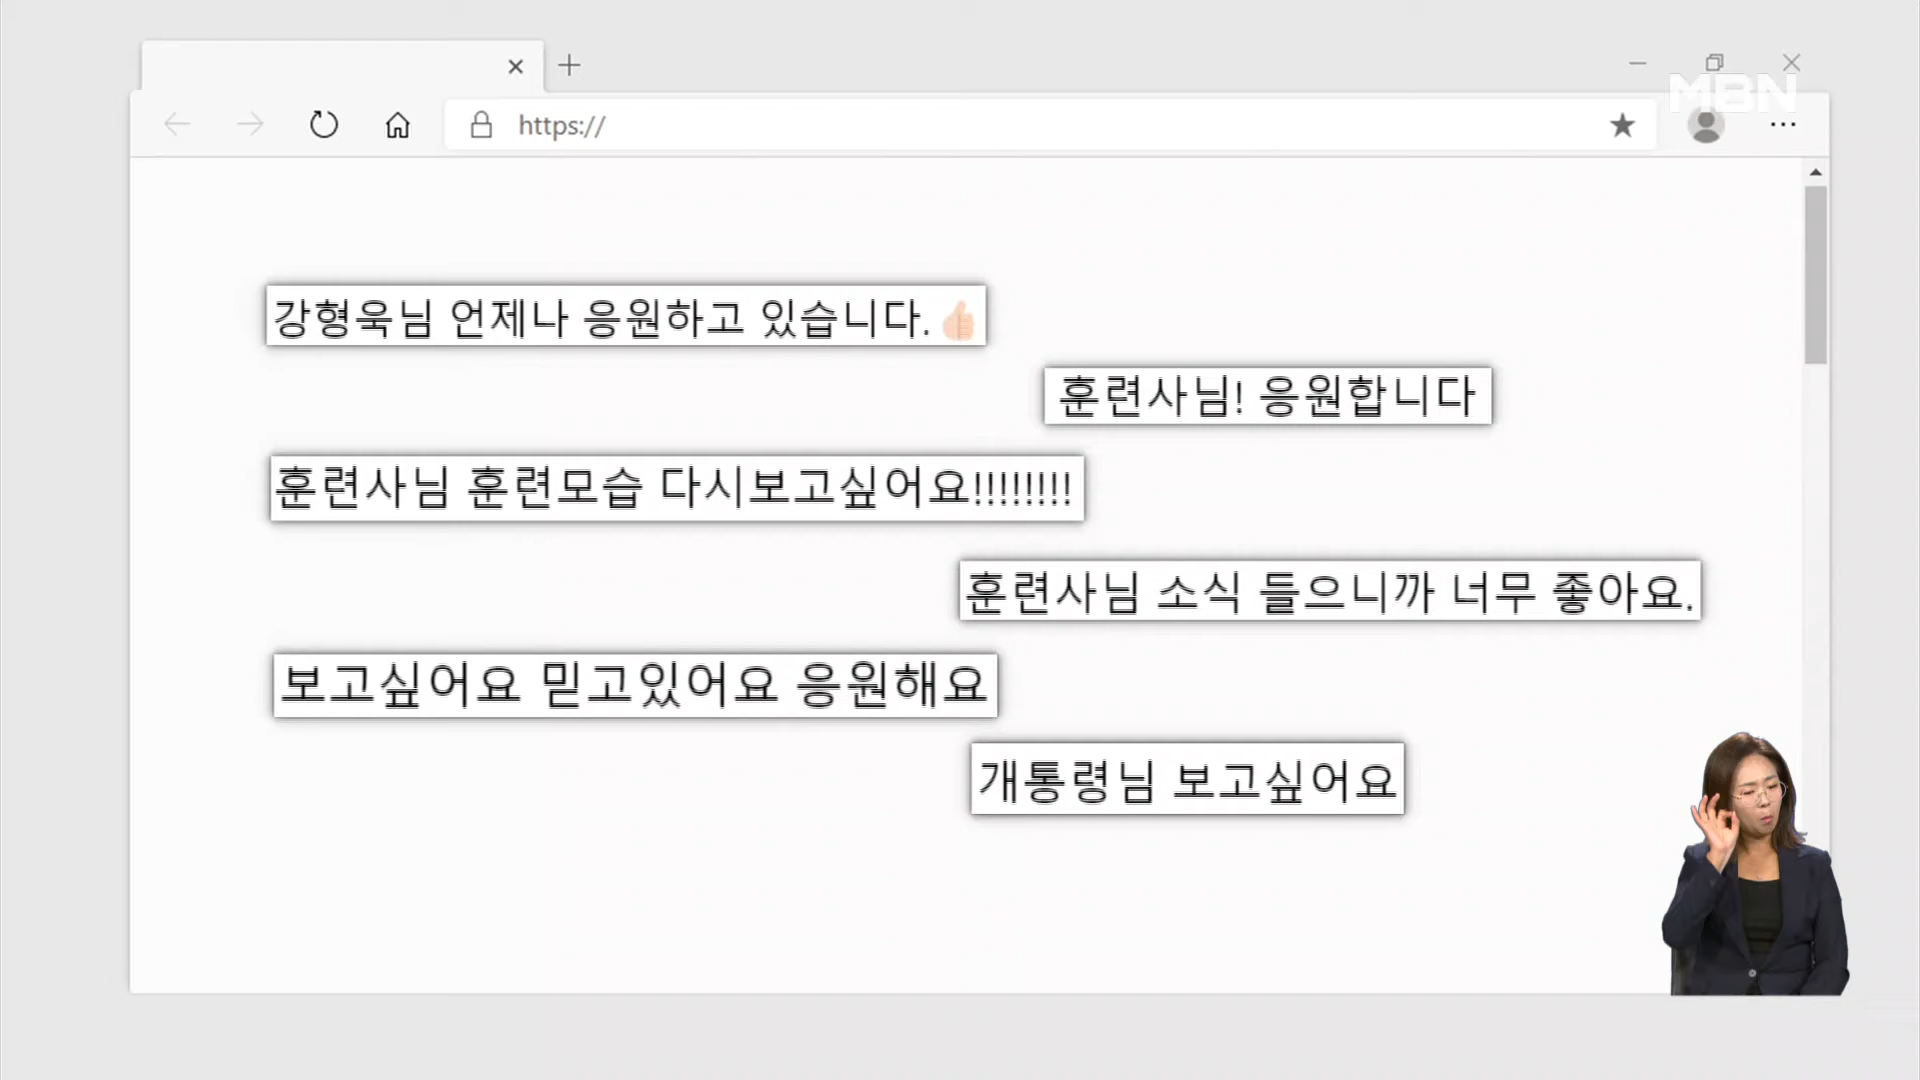 MBN
https://
강형욱님 언제나 응원하고 있습니다.👍🏻
훈련사님! 응원합니다
훈련사님 훈련모습 다시보고싶어요!!!!!!!!
훈련사님 소식 들으니까 너무 좋아요.
보고싶어요 믿고있어요 응원해요
개통령님 보고싶어요